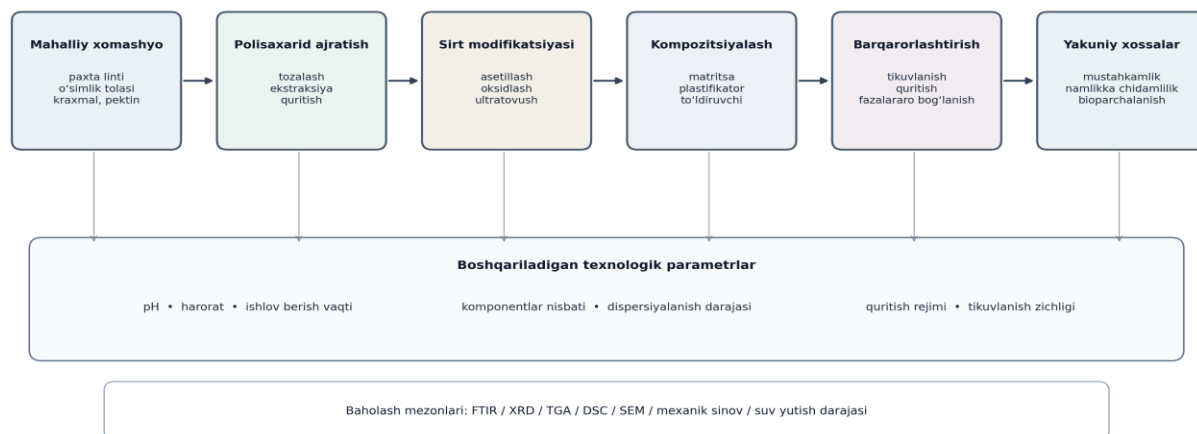 Mahalliy xomashyo
paxta linti
o‘simlik tolasi
kraxmal, pektin
Polisaxarid ajratish
tozalash
ekstraksiya
quritish
Sirt modifikatsiyasi
asetillash
oksidlash
ultratovush
Kompozitsiyalash
matritsa
plastifikator
to‘ldiruvchi
Barqarorlashtirish
tikuvlanish
quritish
fazalararo bog‘lanish
Yakuniy xossalar
mustahkamlik
namlikka chidamlilik
bioparchalanish
Boshqariladigan texnologik parametrlar
pH • harorat • ishlov berish vaqti
komponentlar nisbati • dispersiyalanish darajasi
quritish rejimi • tikuvlanish zichligi
Baholash mezonlari: FTIR / XRD / TGA / DSC / SEM / mexanik sinov / suv yutish darajasi